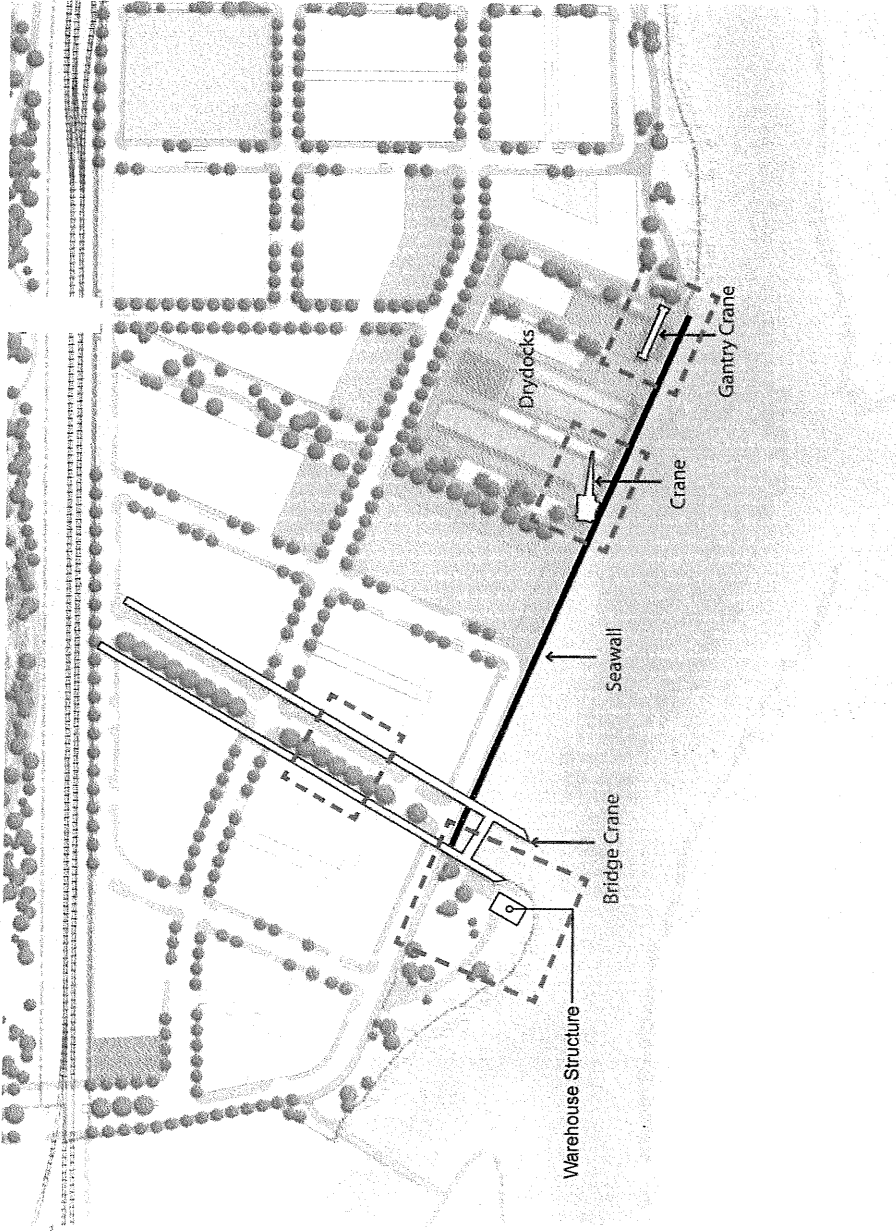 Warehouse Structure
Bridge Crane
Seawall
Crane
Drydocks
Gantry Crane